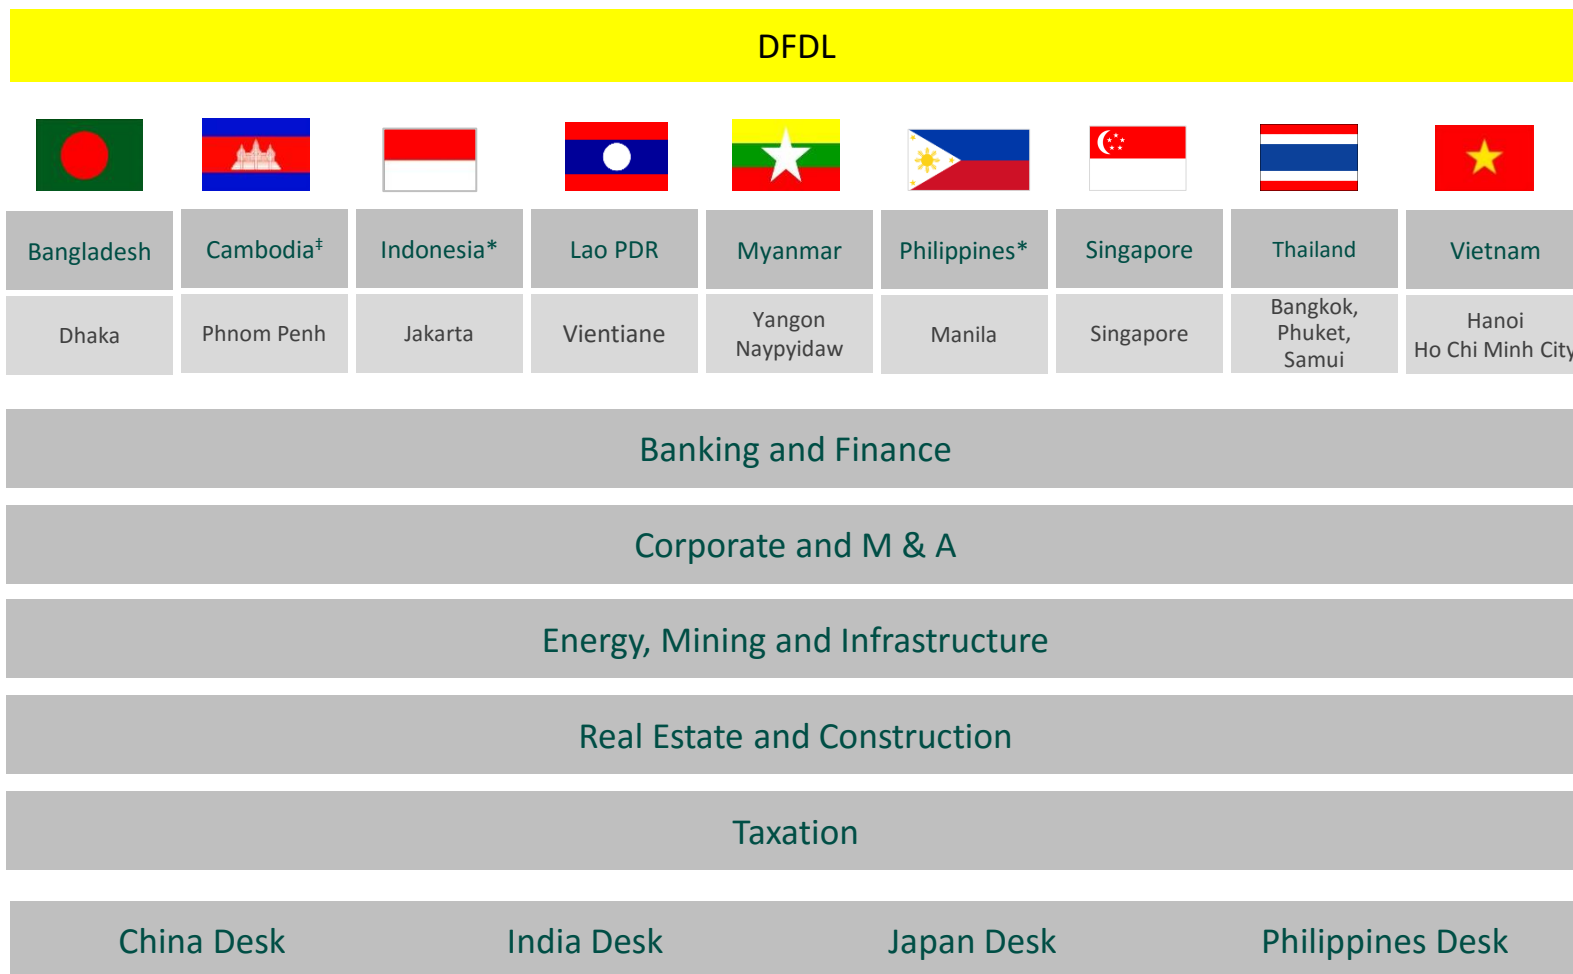 DFDL
Bangladesh
Cambodia‡
Indonesia*
Lao PDR
Myanmar
Philippines*
Singapore
Thailand
Vietnam
Dhaka
Phnom Penh
Jakarta
Vientiane
Yangon
Naypyidaw
Manila
Singapore
Bangkok,
Phuket,
Samui
Hanoi
Ho Chi Minh City
Banking and Finance
Corporate and M & A
Energy, Mining and Infrastructure
Real Estate and Construction
Taxation
China Desk
India Desk
Japan Desk
Philippines Desk